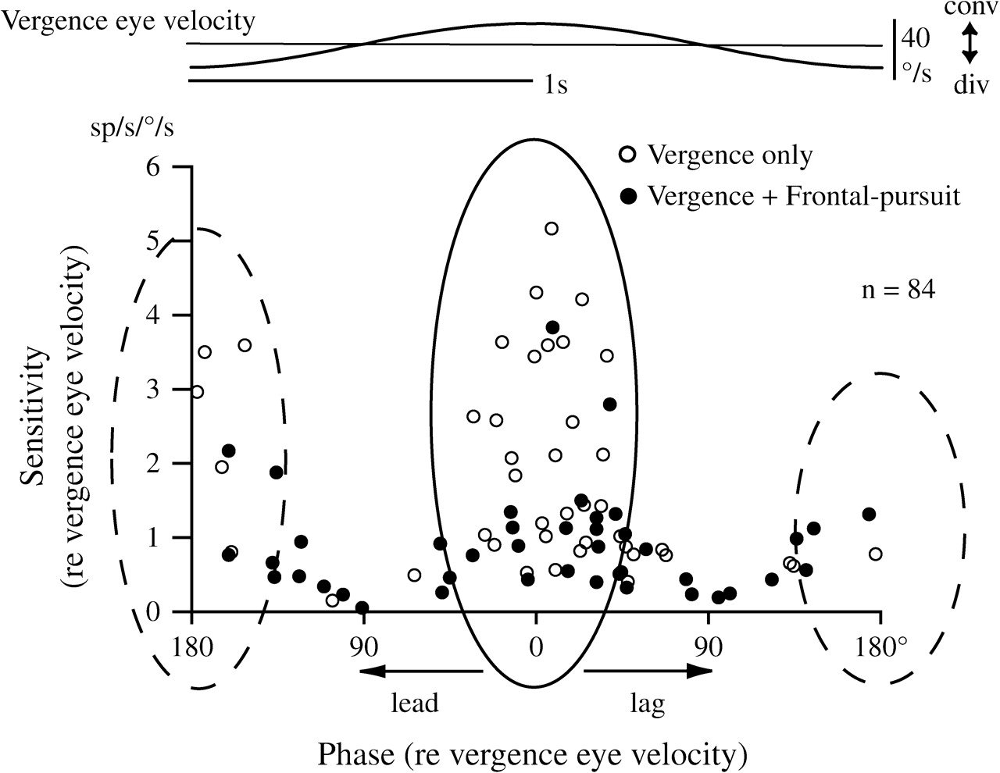 Vergence eye velocity
conv
40
°/s
div
1s
sp/s/°/s
Vergence only
Vergence + Frontal-pursuit
n = 84
Sensitivity
(re vergence eye velocity)
6
5
4
3
2
1
0
180
90
0
90
180°
lead
lag
Phase (re vergence eye velocity)